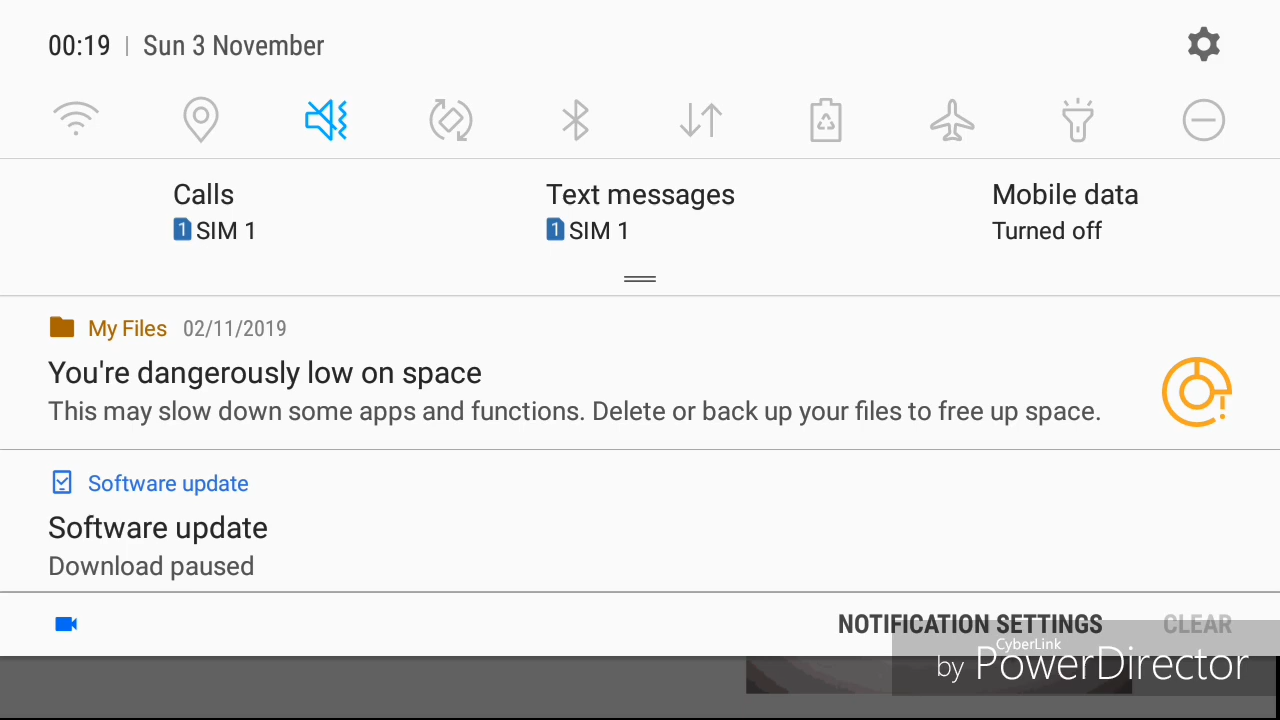 00:19 | Sun 3 November
Calls
1 SIM 1
Text messages
1 SIM 1
Mobile data
Turned off
My Files 02/11/2019
You're dangerously low on space
This may slow down some apps and functions. Delete or back up your files to free up space.
Software update
Software update
Download paused
NOTIFICATION SETTINGS CLEAR
CyberLink
by PowerDirector